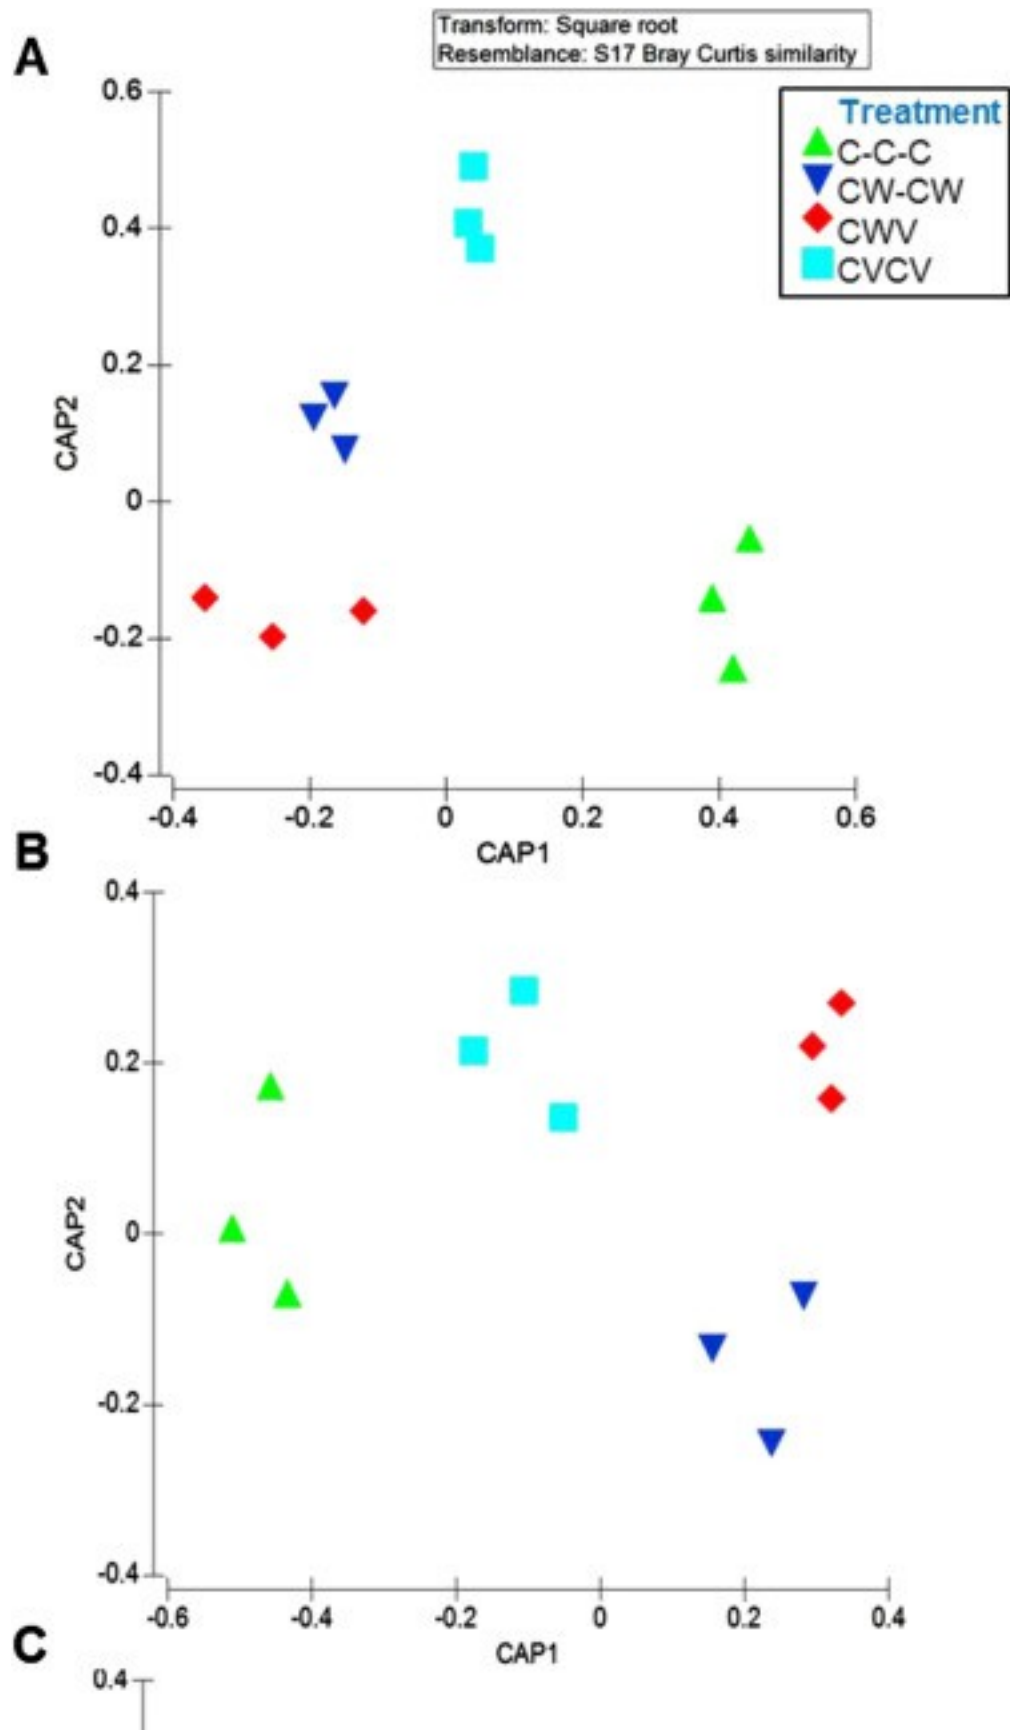 Transform: Square root
Resemblance: S17 Bray Curtis similarity
A
Treatment
C-C-C
CW-CW
CWV
CVCV
0.6
0.4
0.2
0
-0.2
-0.4
CAP2
-0.4 -0.2 0 0.2 0.4 0.6
CAP1
B
0.4
0.2
0
-0.2
-0.4
CAP2
-0.6 -0.4 -0.2 0 0.2 0.4
CAP1
C
0.4